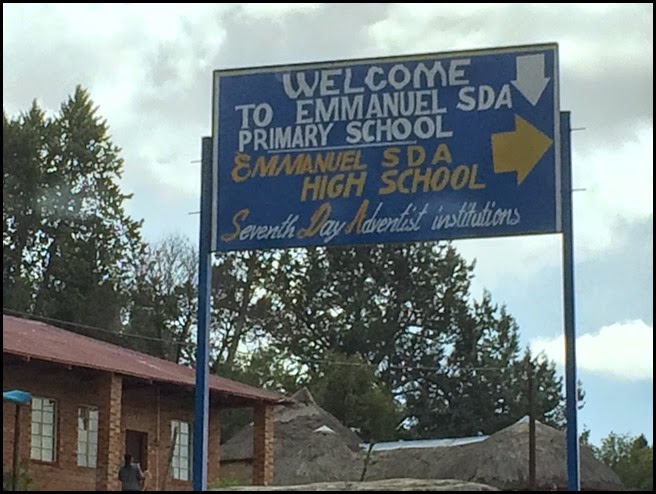 WELCOME
TO EMMANUEL SDA
PRIMARY SCHOOL
EMMANUEL SDA
HIGH SCHOOL
Seventh Day Adventist institutions